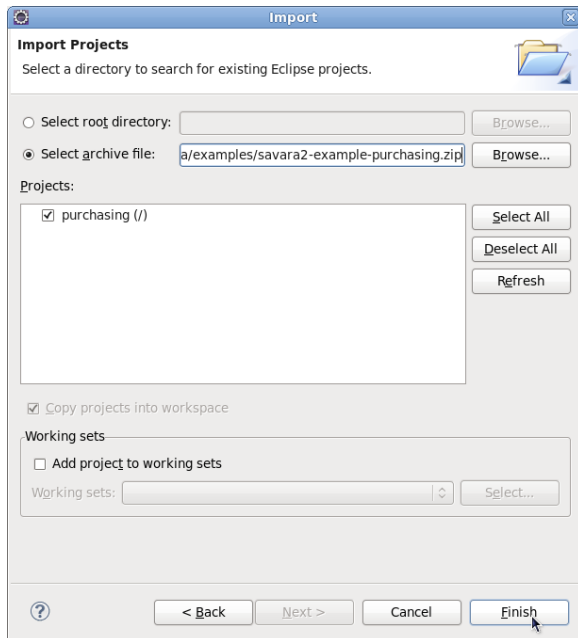 Import
Import Projects
Select a directory to search for existing Eclipse projects.
Select root directory:
Browse...
Select archive file:
a/examples/savara2-example-purchasing.zip
Browse...
Projects:
purchasing (/)
Select All
Deselect All
Refresh
Copy projects into workspace
Working sets
Add project to working sets
Working sets:
Select...
?
< Back
Next >
Cancel
Finish